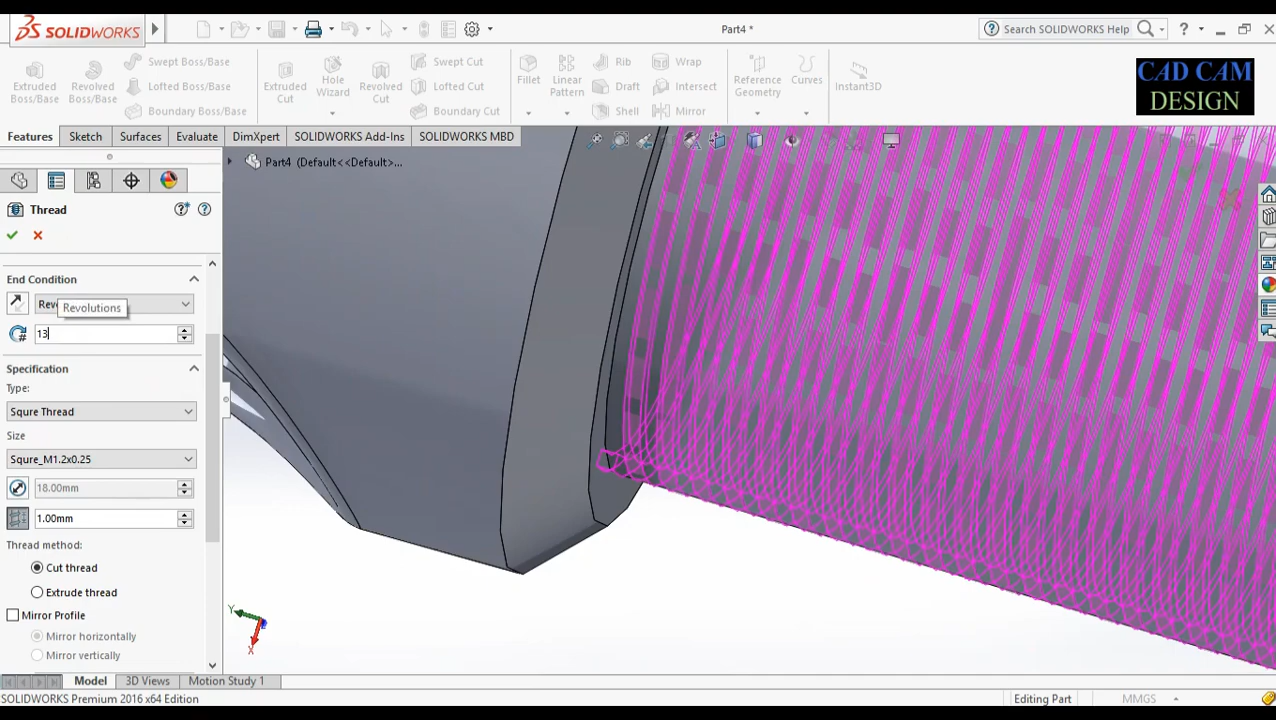 SOLIDWORKS
Part4 *
Search SOLIDWORKS Help
CAD CAM
DESIGN
Extruded
Boss/Base
Revolved
Boss/Base
Swept Boss/Base
Lofted Boss/Base
Boundary Boss/Base
Extruded
Cut
Hole
Wizard
Revolved
Cut
Swept Cut
Lofted Cut
Boundary Cut
Fillet
Linear
Pattern
Rib
Draft
Shell
Wrap
Intersect
Mirror
Reference
Geometry
Curves
Instant3D
Features
Sketch
Surfaces
Evaluate
DimXpert
SOLIDWORKS Add-Ins
SOLIDWORKS MBD
Part4 (Default<<Default>...
Thread
End Condition
Revolutions
13
Specification
Type:
Squre Thread
Size
Squre_M1.2x0.25
18.00mm
1.00mm
Thread method:
Cut thread
Extrude thread
Mirror Profile
Mirror horizontally
Mirror vertically
Y
X
Model
3D Views
Motion Study 1
SOLIDWORKS Premium 2016 x64 Edition
Editing Part
MMGS